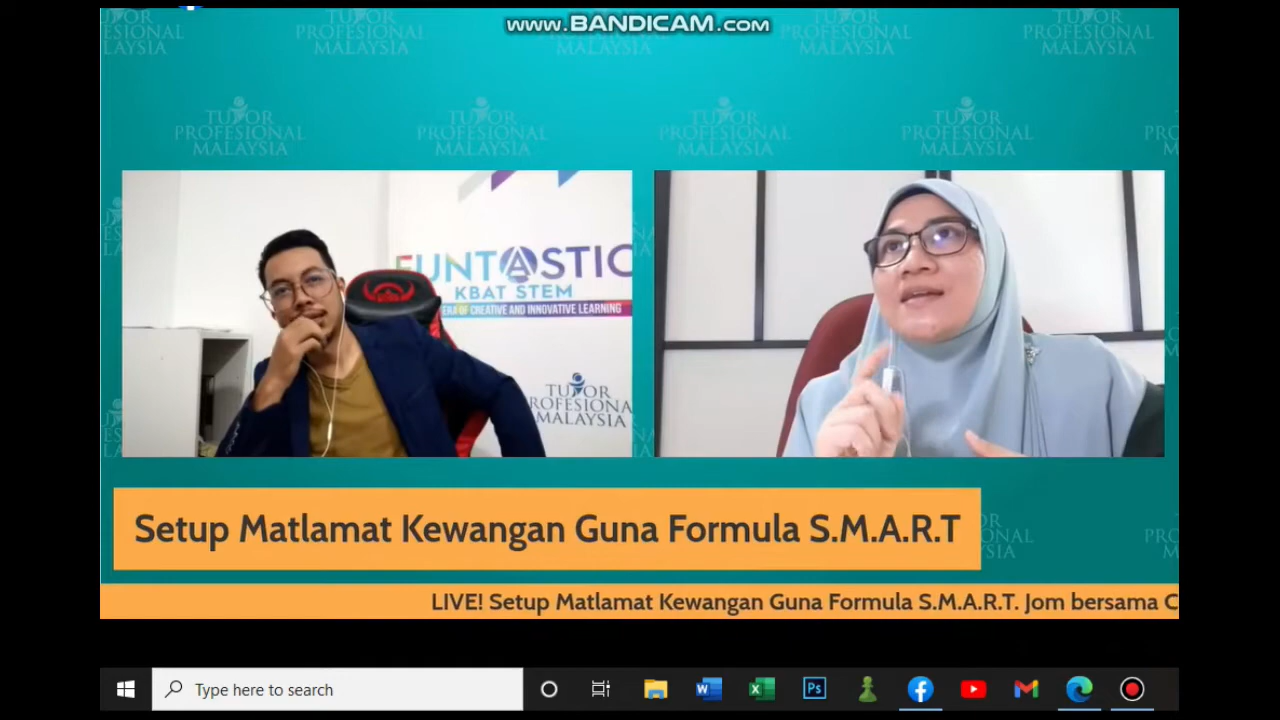 www.BANDICAM.com
TUTOR PROFESIONAL MALAYSIA
FUNTASTIC
KBAT STEM
ERA OF CREATIVE AND INNOVATIVE LEARNING
TUTOR
PROFESIONAL
MALAYSIA
Setup Matlamat Kewangan Guna Formula S.M.A.R.T
LIVE! Setup Matlamat Kewangan Guna Formula S.M.A.R.T. Jom bersama C
Type here to search
Ps